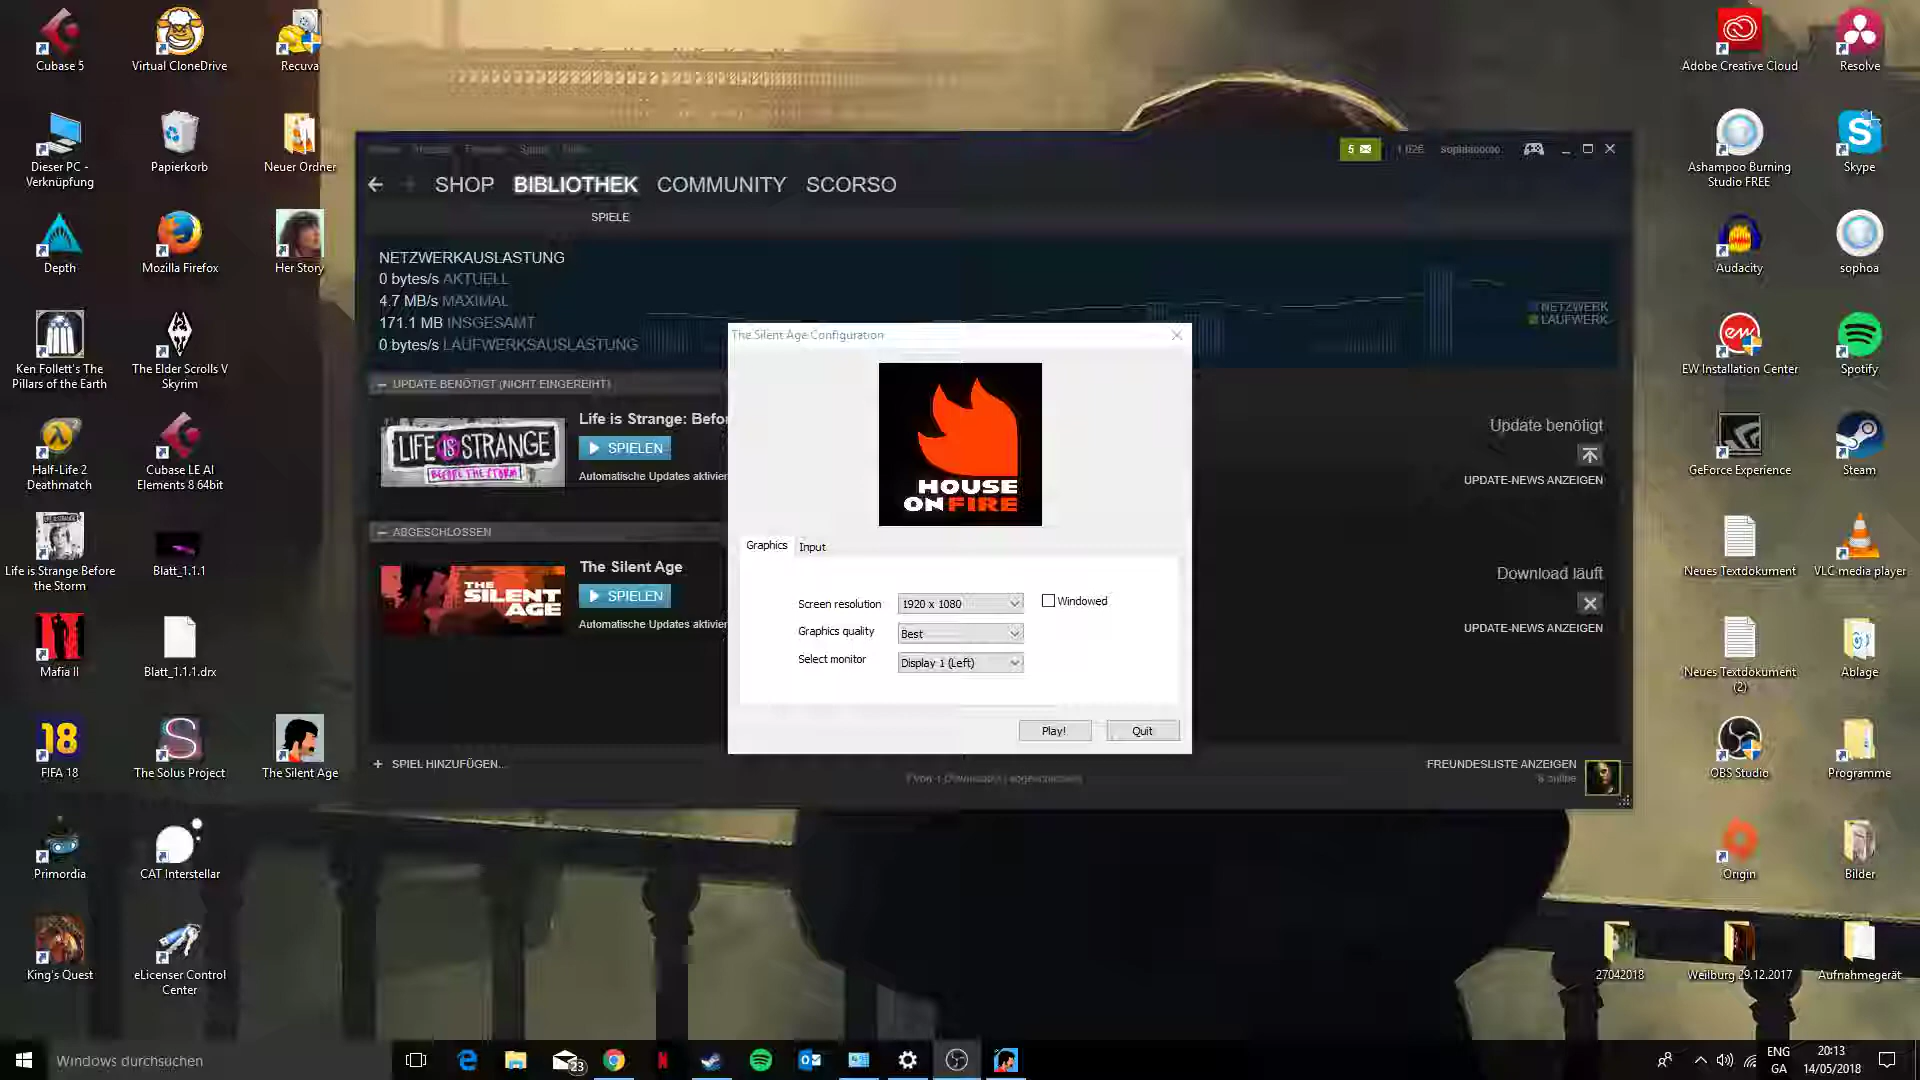 Cubase 5
Virtual CloneDrive
Recuva
Dieser PC -
Verknüpfung
Papierkorb
Neuer Ordner
Depth
Mozilla Firefox
Her Story
Ken Follett's The
Pillars of the Earth
The Elder Scrolls V
Skyrim
Half-Life 2
Deathmatch
Cubase LE AI
Elements 8 64bit
Life is Strange Before
the Storm
Blatt_1.1.1
Mafia II
Blatt_1.1.1.drx
18
FIFA 18
The Solus Project
The Silent Age
Primordia
CAT Interstellar
King's Quest
eLicenser Control
Center
5
SHOP BIBLIOTHEK COMMUNITY SCORSO
SPIELE
NETZWERKAUSLASTUNG
0 bytes/s AKTUELL
4.7 MB/s MAXIMAL
171.1 MB INSGESAMT
0 bytes/s LAUFWERKSAUSLASTUNG
NETZWERK
LAUFWERK
UPDATE BENÖTIGT (NICHT EINGEREIHT)
LIFE IS STRANGE
BEFORE THE STORM
Life is Strange: Befo
SPIELEN
Automatische Updates aktivier
Update benötigt
UPDATE-NEWS ANZEIGEN
ABGESCHLOSSEN
THE
SILENT
AGE
The Silent Age
SPIELEN
Automatische Updates aktivier
Download läuft
UPDATE-NEWS ANZEIGEN
+ SPIEL HINZUFÜGEN...
FREUNDESLISTE ANZEIGEN
The Silent Age Configuration
HOUSE
ON FIRE
Graphics
Input
Screen resolution
1920 x 1080
Windowed
Graphics quality
Best
Select monitor
Display 1 (Left)
Play!
Quit
Adobe Creative Cloud
Resolve
Ashampoo Burning
Studio FREE
Skype
Audacity
sophoa
EW Installation Center
Spotify
GeForce Experience
Steam
Neues Textdokument
VLC media player
Neues Textdokument
(2)
Ablage
OBS Studio
Programme
Origin
Bilder
27042018
Weilburg 29.12.2017
Aufnahmegerät
Windows durchsuchen
23
ENG
GA
20:13
14/05/2018